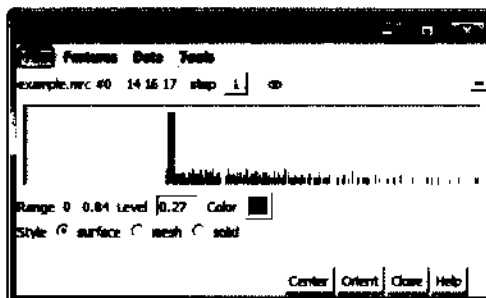 Features Data Tools
example.mrc #0 14 16 17 step 1
Range 0 0.84 Level 0.27 Color
Style surface mesh solid
Center Orient Close Help